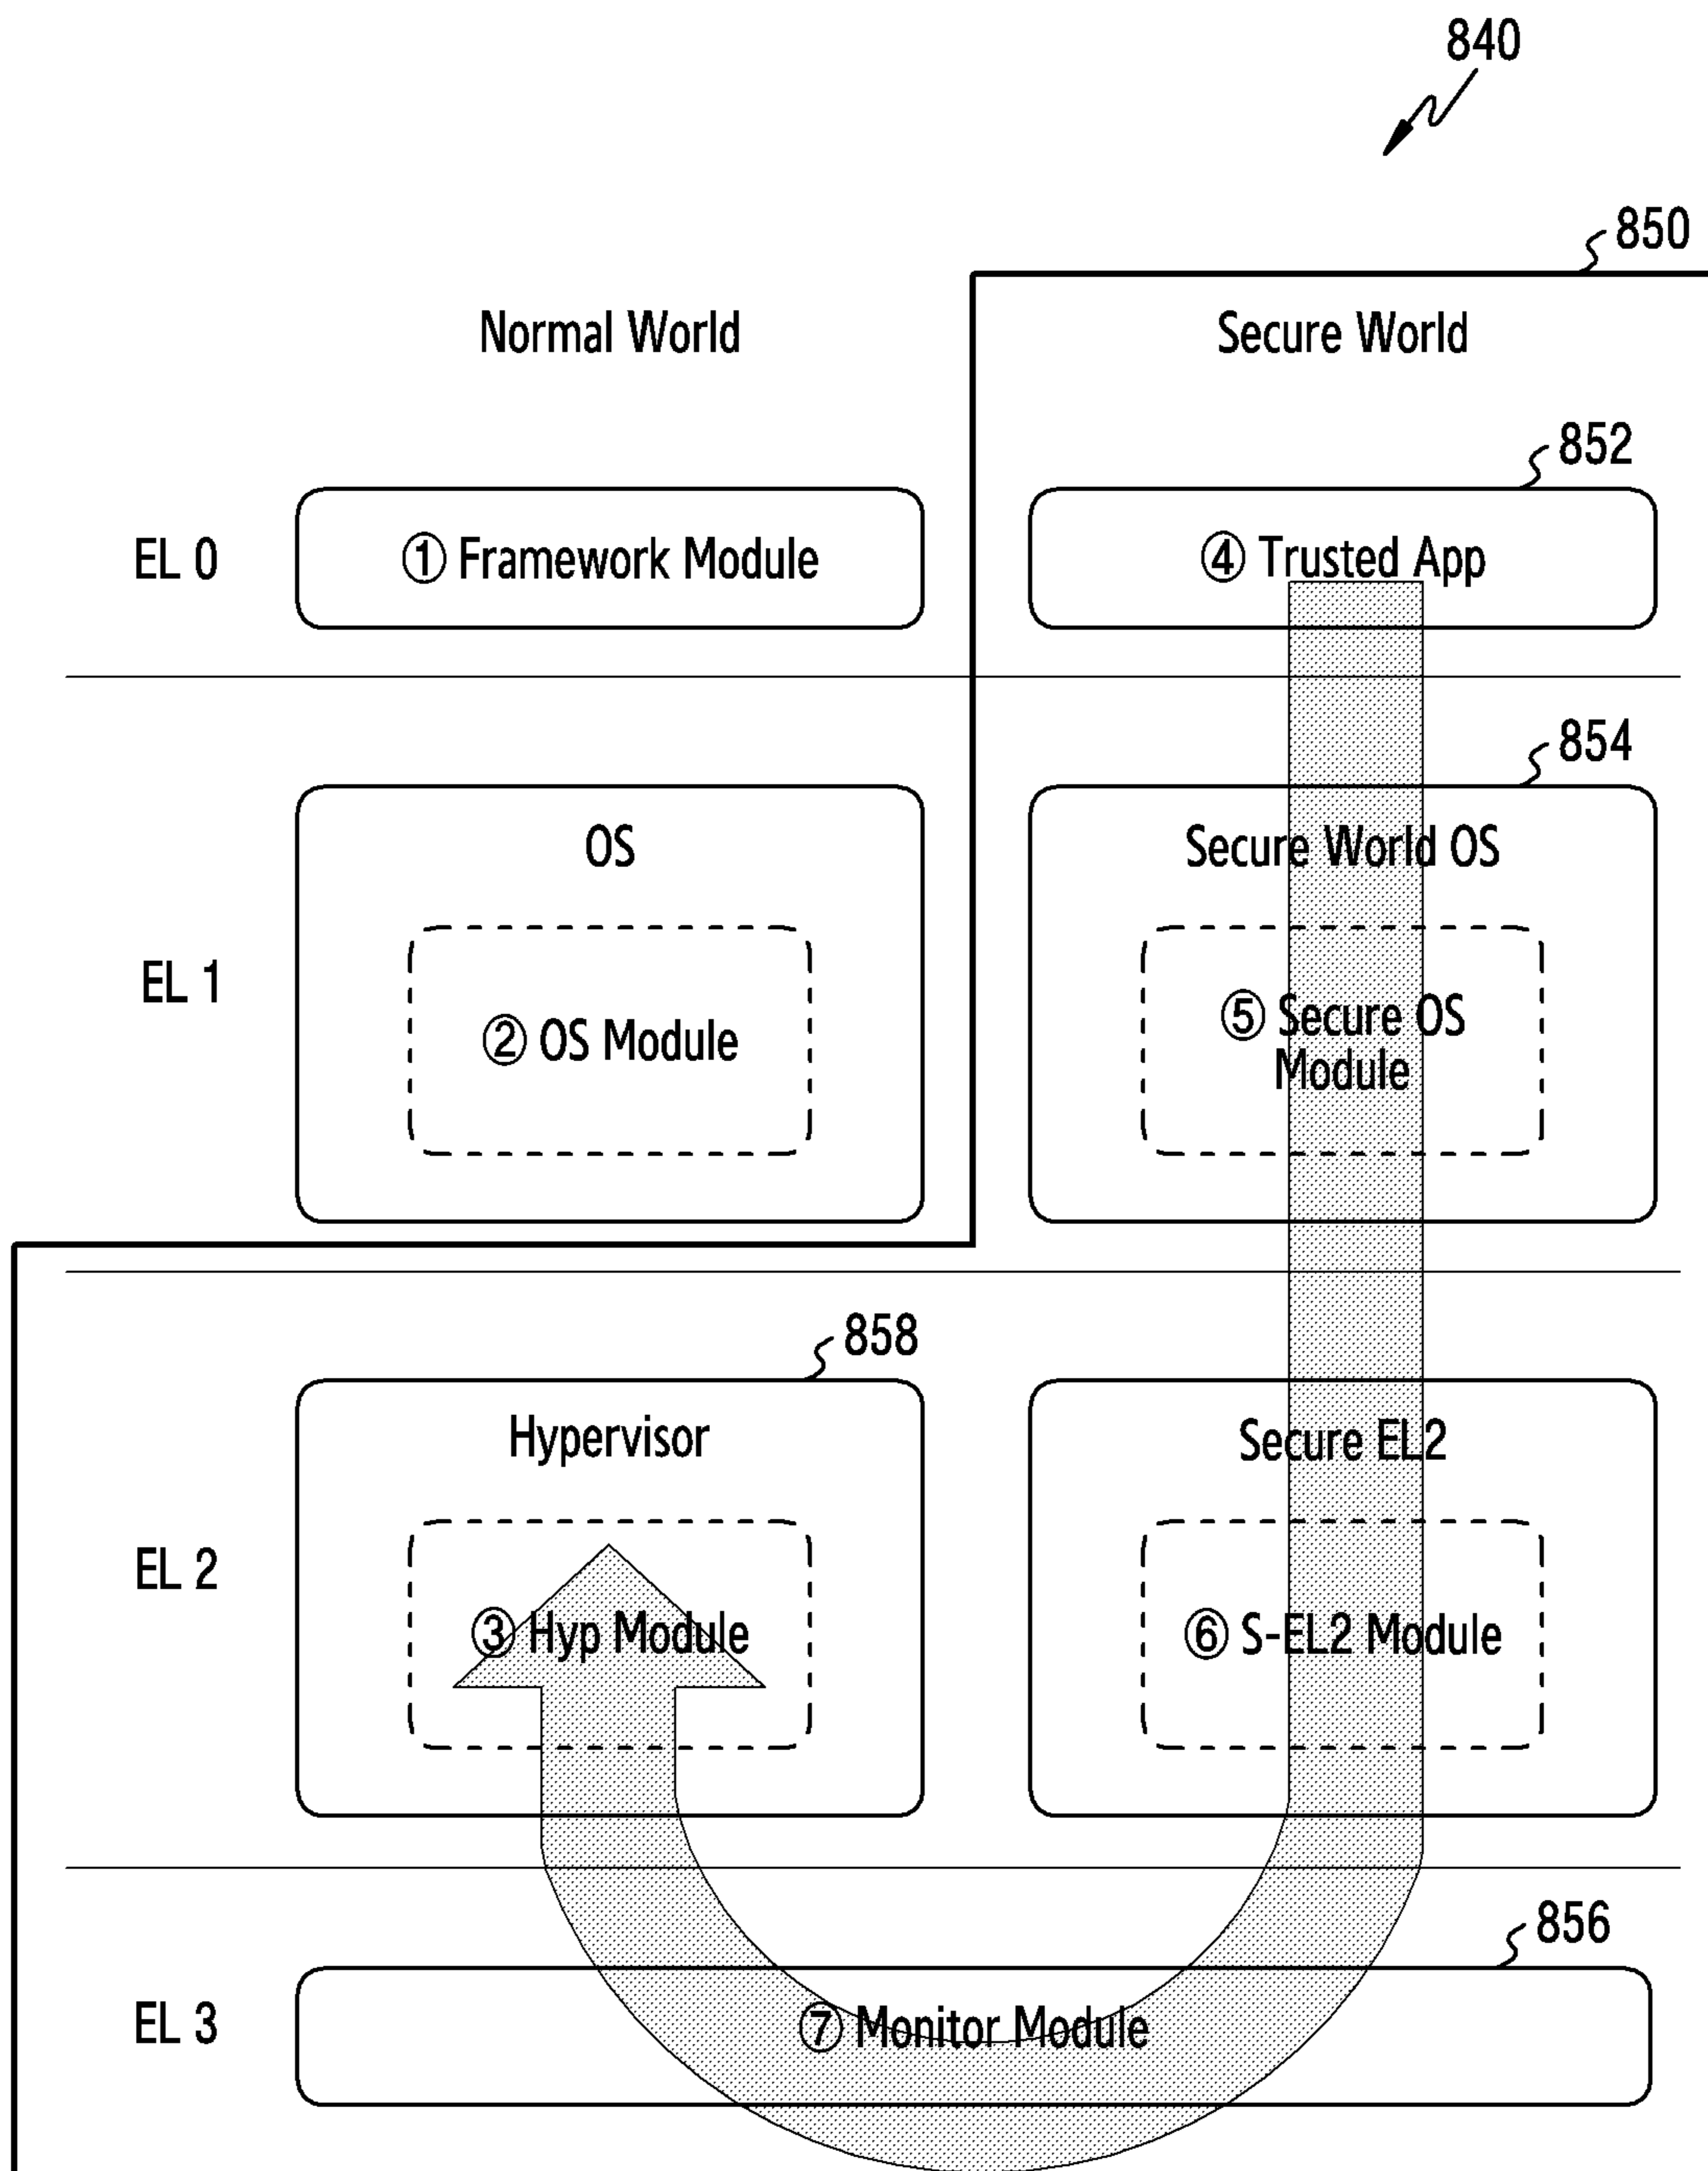 840
850
Normal World
Secure World
852
EL 0
① Framework Module
④ Trusted App
854
OS
Secure World OS
EL 1
② OS Module
⑤ Secure OS
Module
858
Hypervisor
Secure EL2
EL 2
③ Hyp Module
⑥ S-EL2 Module
856
EL 3
⑦ Monitor Module